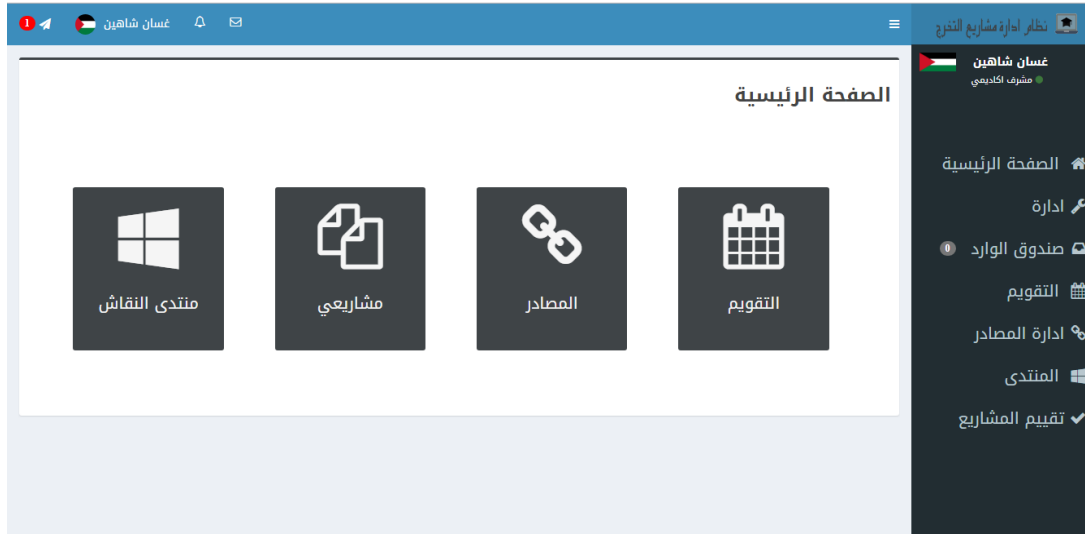 نظام ادارة مشاريع التخرج
غسان شاهين
1
غسان شاهين
مشرف اكاديمي
الصفحة الرئيسية
ادارة
صندوق الوارد 0
التقويم
ادارة المصادر
المنتدى
تقييم المشاريع
الصفحة الرئيسية
التقويم
المصادر
مشاريعي
منتدى النقاش